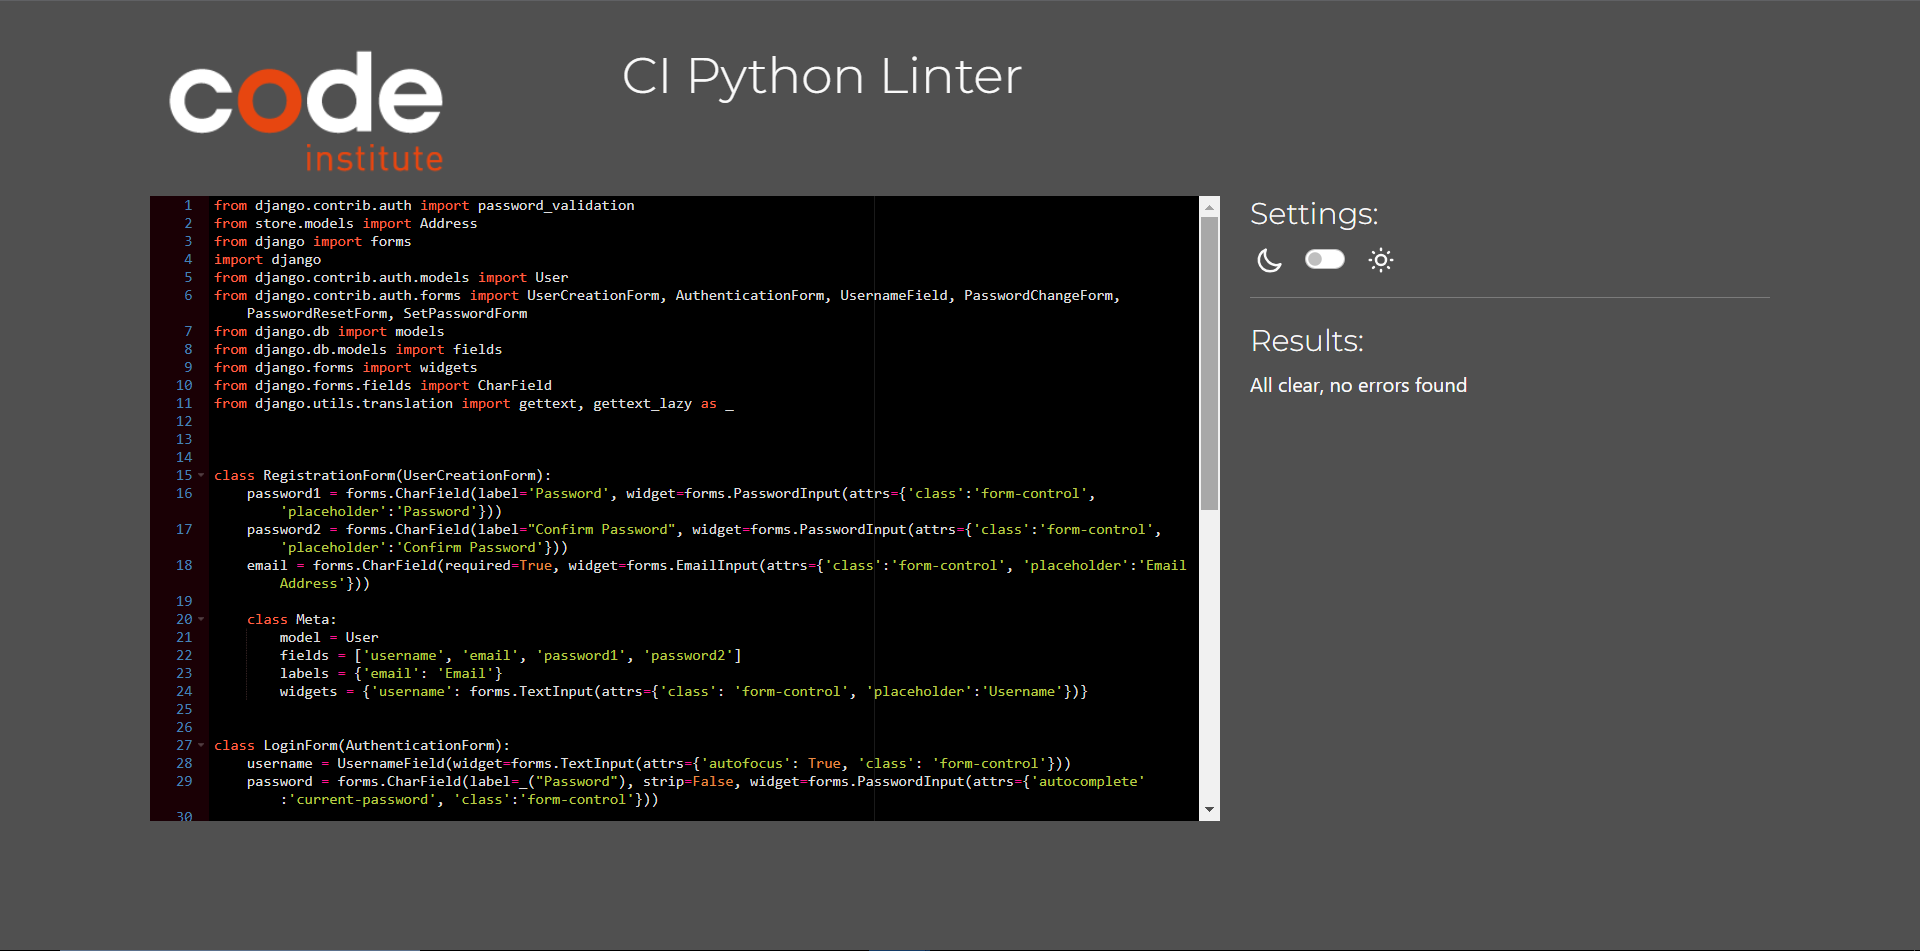 code
institute
CI Python Linter
1 from django.contrib.auth import password_validation
2 from store.models import Address
3 from django import forms
4 import django
5 from django.contrib.auth.models import User
6 from django.contrib.auth.forms import UserCreationForm, AuthenticationForm, UsernameField, PasswordChangeForm,
PasswordResetForm, SetPasswordForm
7 from django.db import models
8 from django.db.models import fields
9 from django.forms import widgets
10 from django.forms.fields import CharField
11 from django.utils.translation import gettext, gettext_lazy as _
12
13
14
15 class RegistrationForm(UserCreationForm):
16 password1 = forms.CharField(label='Password', widget=forms.PasswordInput(attrs={'class':'form-control',
'placeholder':'Password'}))
17 password2 = forms.CharField(label="Confirm Password", widget=forms.PasswordInput(attrs={'class':'form-control',
'placeholder':'Confirm Password'}))
18 email = forms.CharField(required=True, widget=forms.EmailInput(attrs={'class':'form-control', 'placeholder':'Email
Address'}))
19
20 class Meta:
21 model = User
22 fields = ['username', 'email', 'password1', 'password2']
23 labels = {'email': 'Email'}
24 widgets = {'username': forms.TextInput(attrs={'class': 'form-control', 'placeholder':'Username'})}
25
26
27 class LoginForm(AuthenticationForm):
28 username = UsernameField(widget=forms.TextInput(attrs={'autofocus': True, 'class': 'form-control'}))
29 password = forms.CharField(label=_("Password"), strip=False, widget=forms.PasswordInput(attrs={'autocomplete'
:'current-password', 'class':'form-control'}))
30
Settings:
Results:
All clear, no errors found